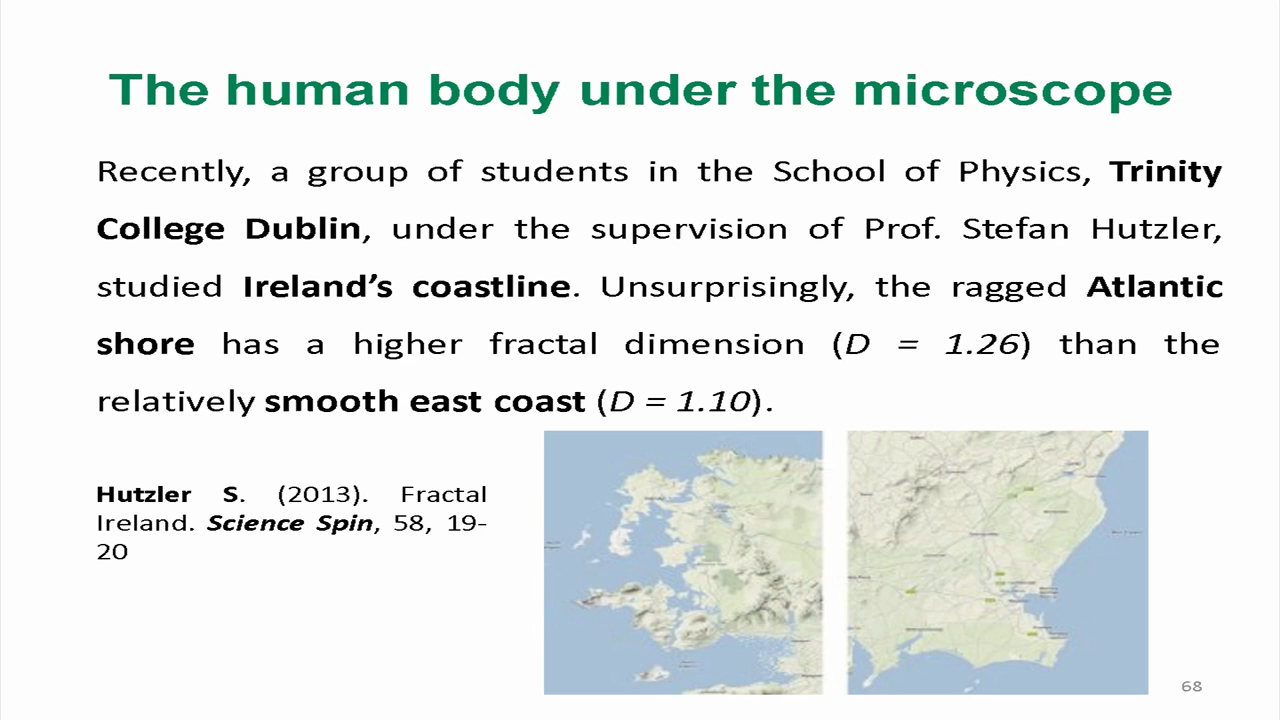 The human body under the microscope
Recently, a group of students in the School of Physics, Trinity
College Dublin, under the supervision of Prof. Stefan Hutzler,
studied Ireland’s coastline. Unsurprisingly, the ragged Atlantic
shore has a higher fractal dimension (D = 1.26) than the
relatively smooth east coast (D = 1.10).
Hutzler S. (2013). Fractal
Ireland. Science Spin, 58, 19-
20
68